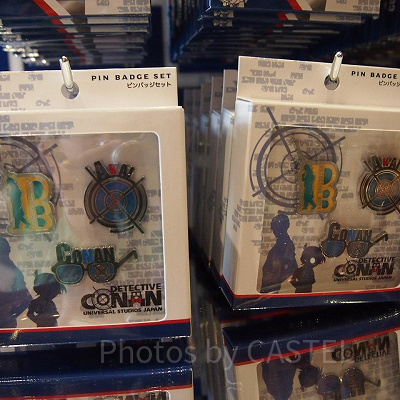 PIN BADGE SET
ピンバッジセット
B
CONAN
DETECTIVE
CONAN
UNIVERSAL STUDIOS JAPAN
PIN BADGE
ピンバッジセット
B
CONAN
DETECTIVE
CONAN
UNIVERSAL STUDIOS JAPAN
Photos by CASTEL